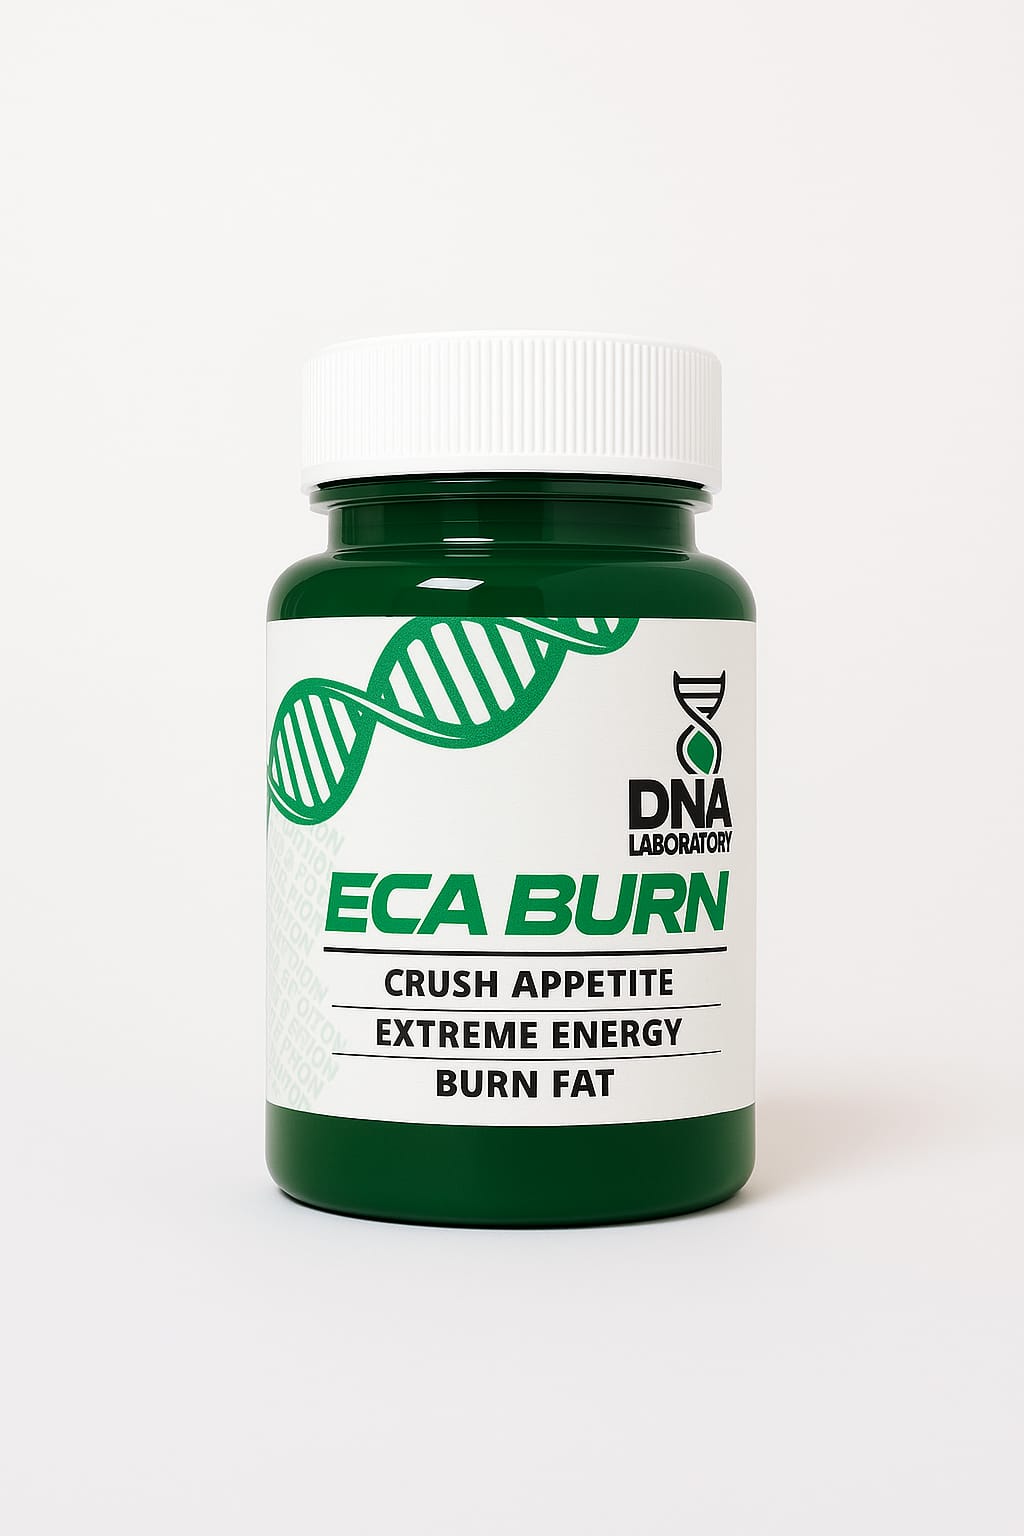 DNA
LABORATORY
ECA BURN
CRUSH APPETITE
EXTREME ENERGY
BURN FAT